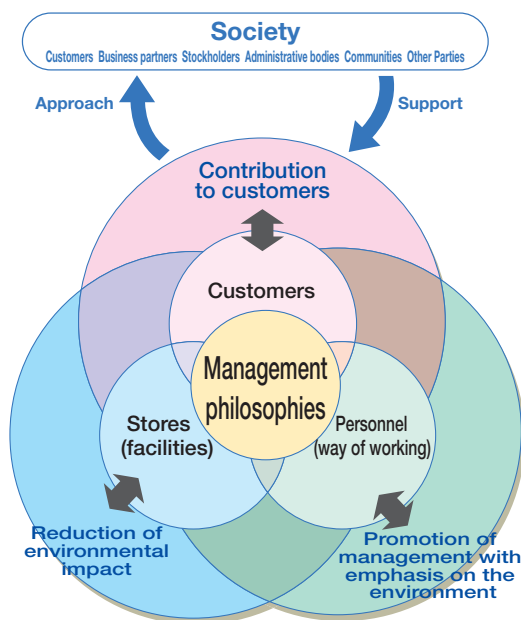 Society
Customers Business partners Stockholders Administrative bodies Communities Other Parties
Approach
Support
Contribution
to customers
Customers
Management
philosophies
Stores
(facilities)
Personnel
(way of working)
Reduction of
environmental
impact
Promotion of
management with
emphasis on the
environment